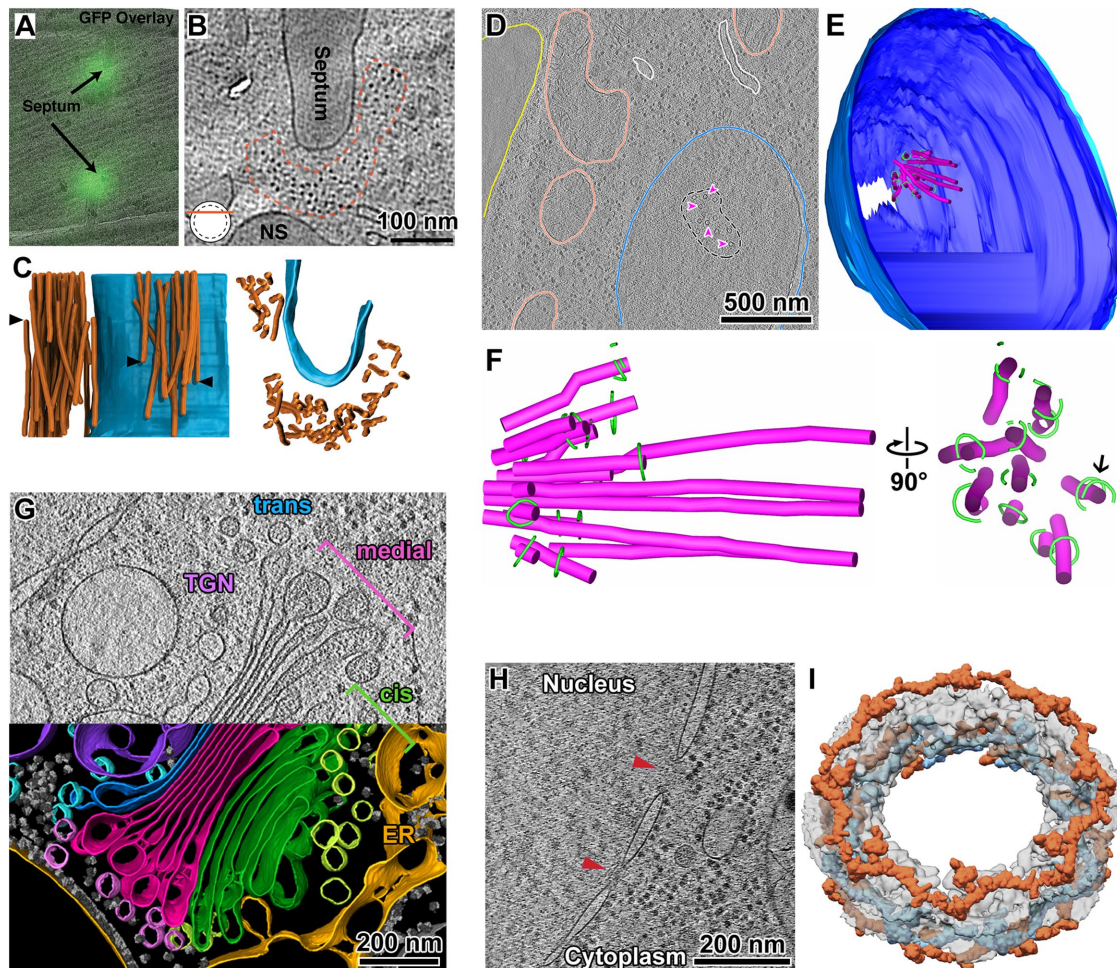 A
GFP Overlay
Septum
B
Septum
NS
100 nm
C
D
500 nm
E
F
90°
G
trans
medial
TGN
cis
ER
200 nm
H
Nucleus
Cytoplasm
200 nm
I